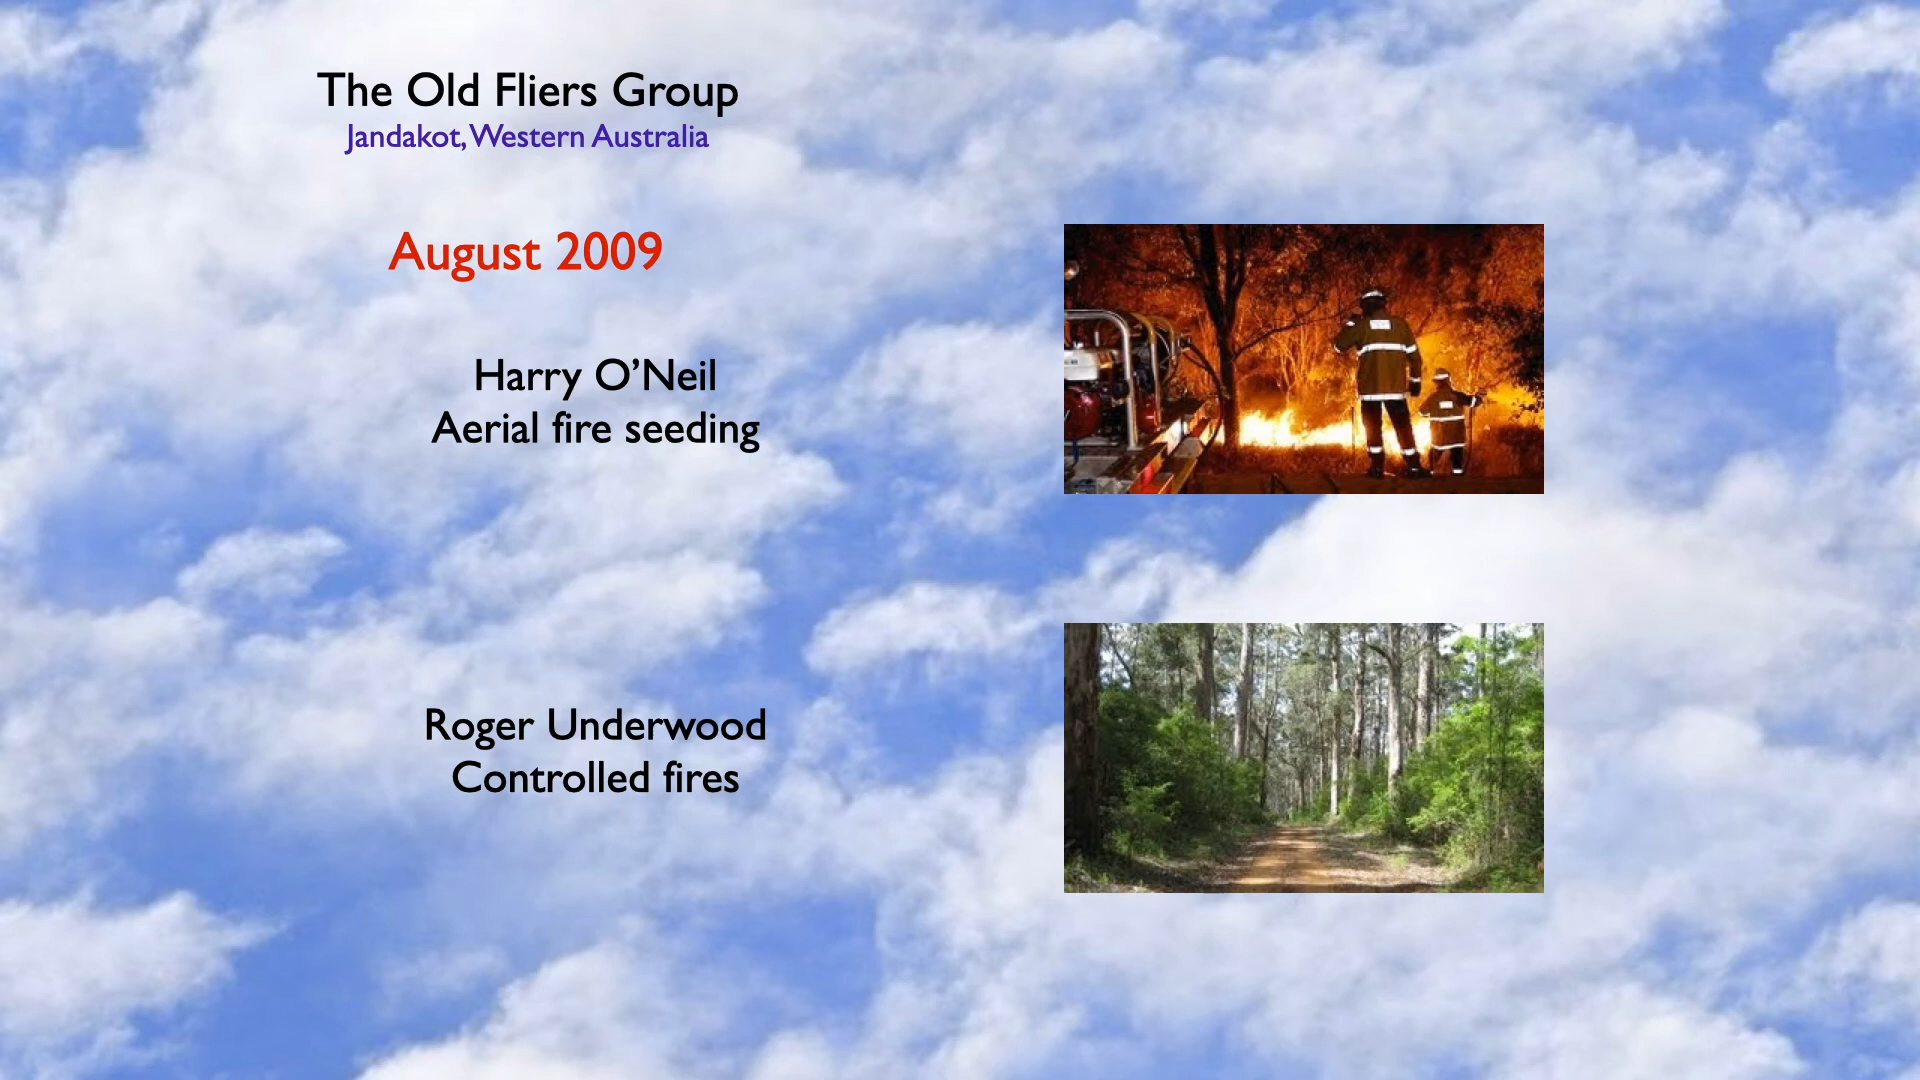 The Old Fliers Group
Jandakot, Western Australia
August 2009
Harry O’Neil
Aerial fire seeding
Roger Underwood
Controlled fires